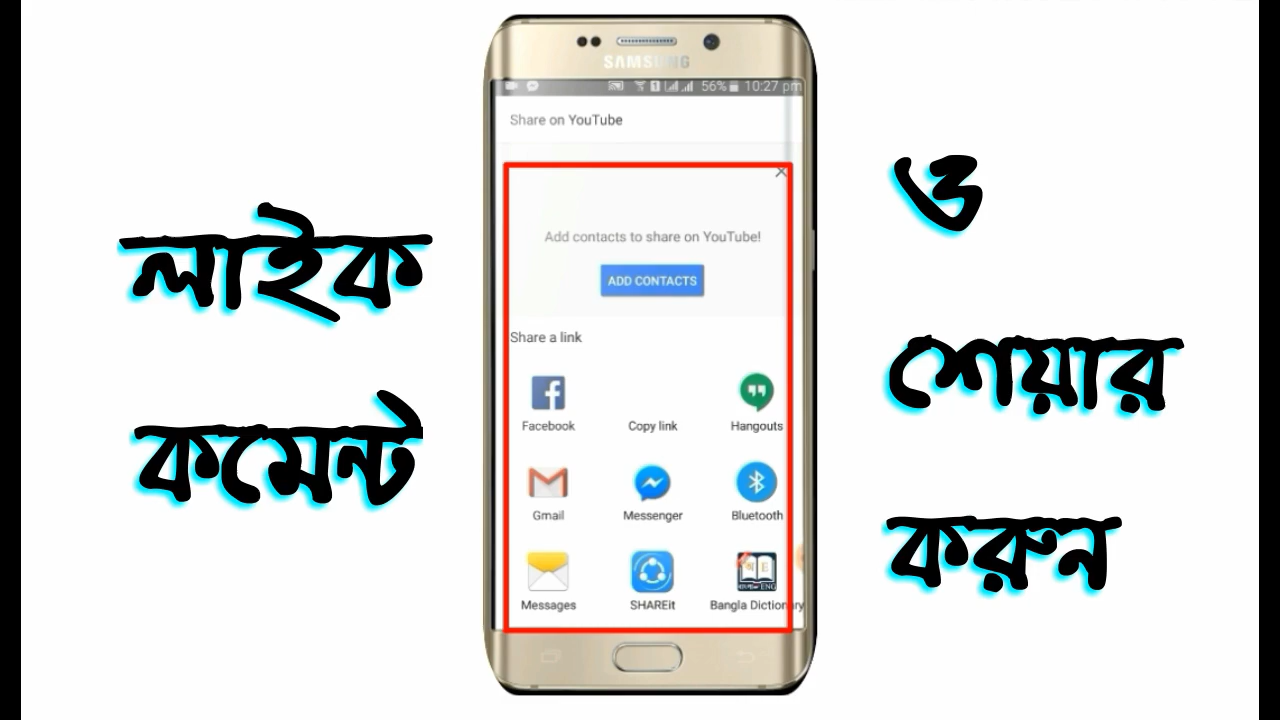 লাইক
কমেন্ট
SAMSUNG
56% 10:27 pm
Share on YouTube
Add contacts to share on YouTube!
ADD CONTACTS
Share a link
Facebook Copy link Hangouts
Gmail Messenger Bluetooth
Messages SHAREit Bangla Dictionary
ও
শেয়ার
করুন